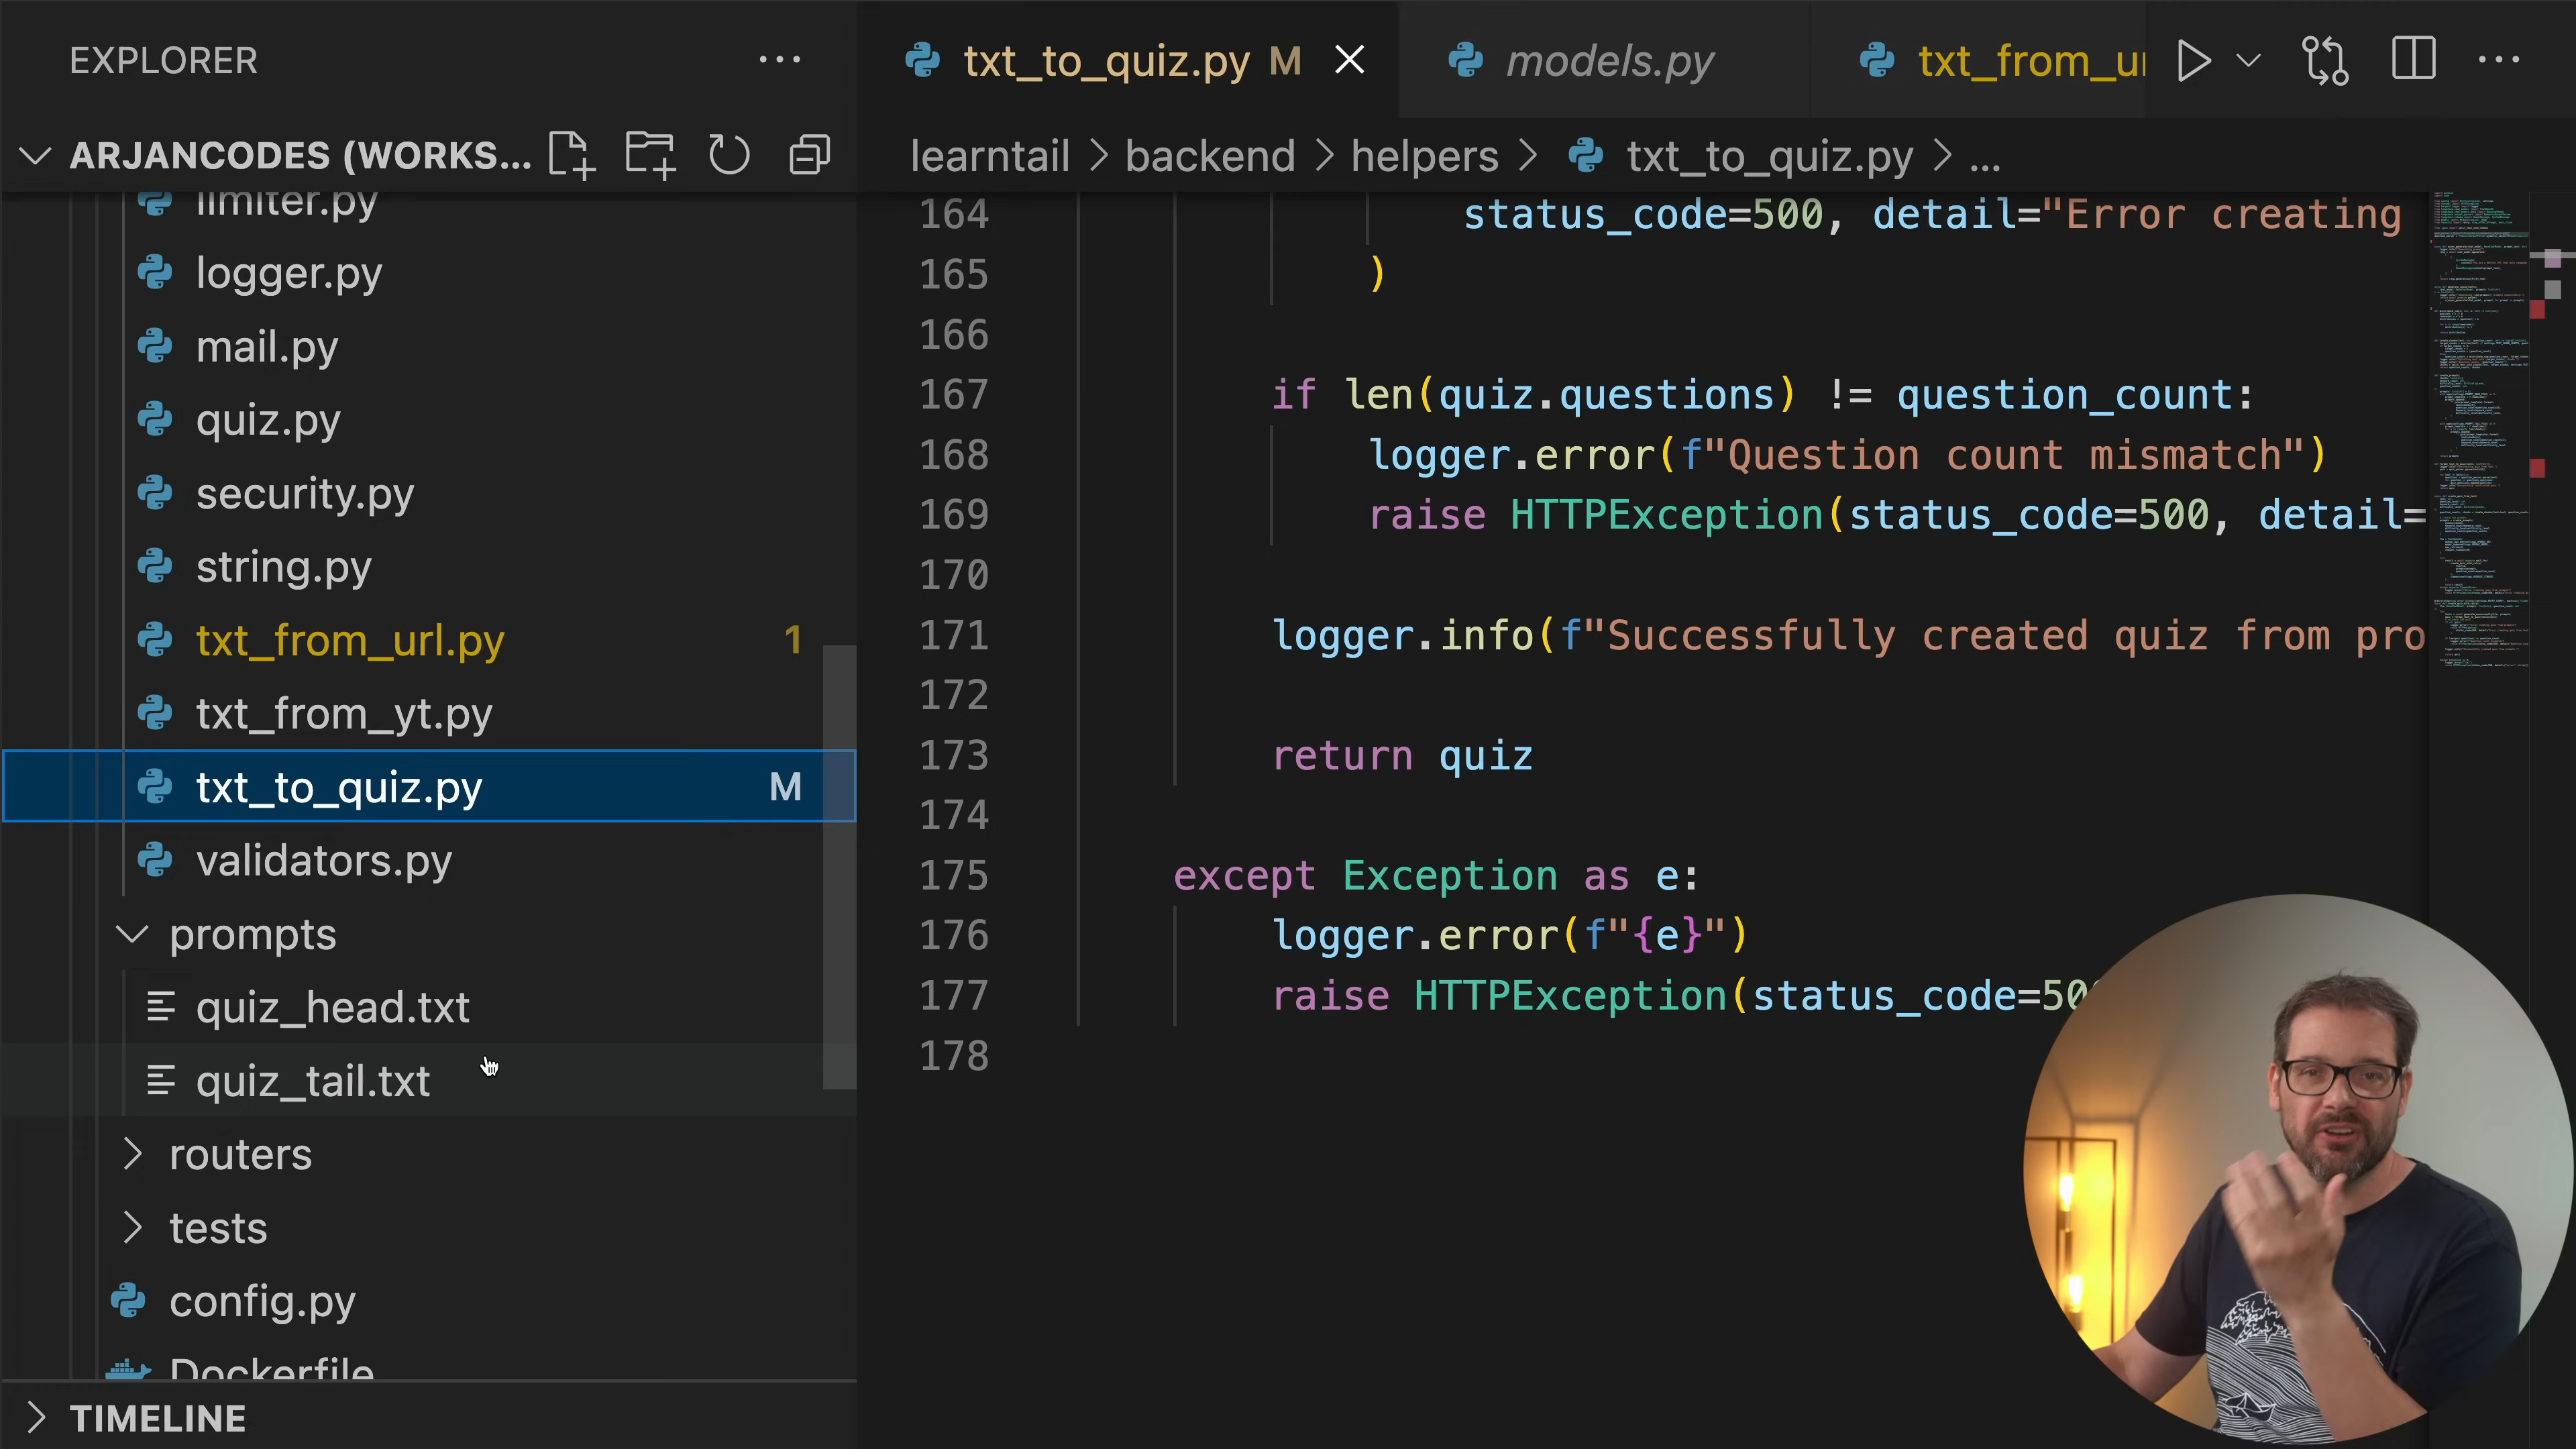 EXPLORER
ARJANCODES (WORKS...
limiter.py
logger.py
mail.py
quiz.py
security.py
string.py
txt_from_url.py 1
txt_from_yt.py
txt_to_quiz.py M
validators.py
prompts
quiz_head.txt
quiz_tail.txt
routers
tests
config.py
Dockerfile
TIMELINE
txt_to_quiz.py M
models.py
txt_from_ur
learntail > backend > helpers > txt_to_quiz.py > ...
164 status_code=500, detail="Error creating
165 )
166
167 if len(quiz.questions) != question_count:
168 logger.error(f"Question count mismatch")
169 raise HTTPException(status_code=500, detail=
170
171 logger.info(f"Successfully created quiz from pro
172
173 return quiz
174
175 except Exception as e:
176 logger.error(f"{e}")
177 raise HTTPException(status_code=50
178